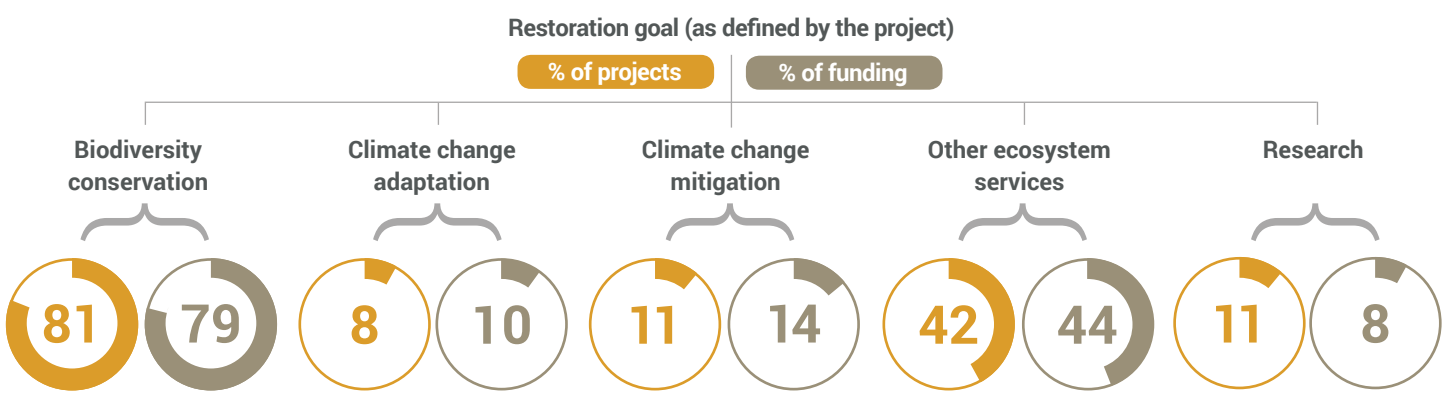 Restoration goal (as defined by the project)
% of projects
% of funding
Biodiversity
conservation
Climate change
adaptation
Climate change
mitigation
Other ecosystem
services
Research
81
79
8
10
11
14
42
44
11
8